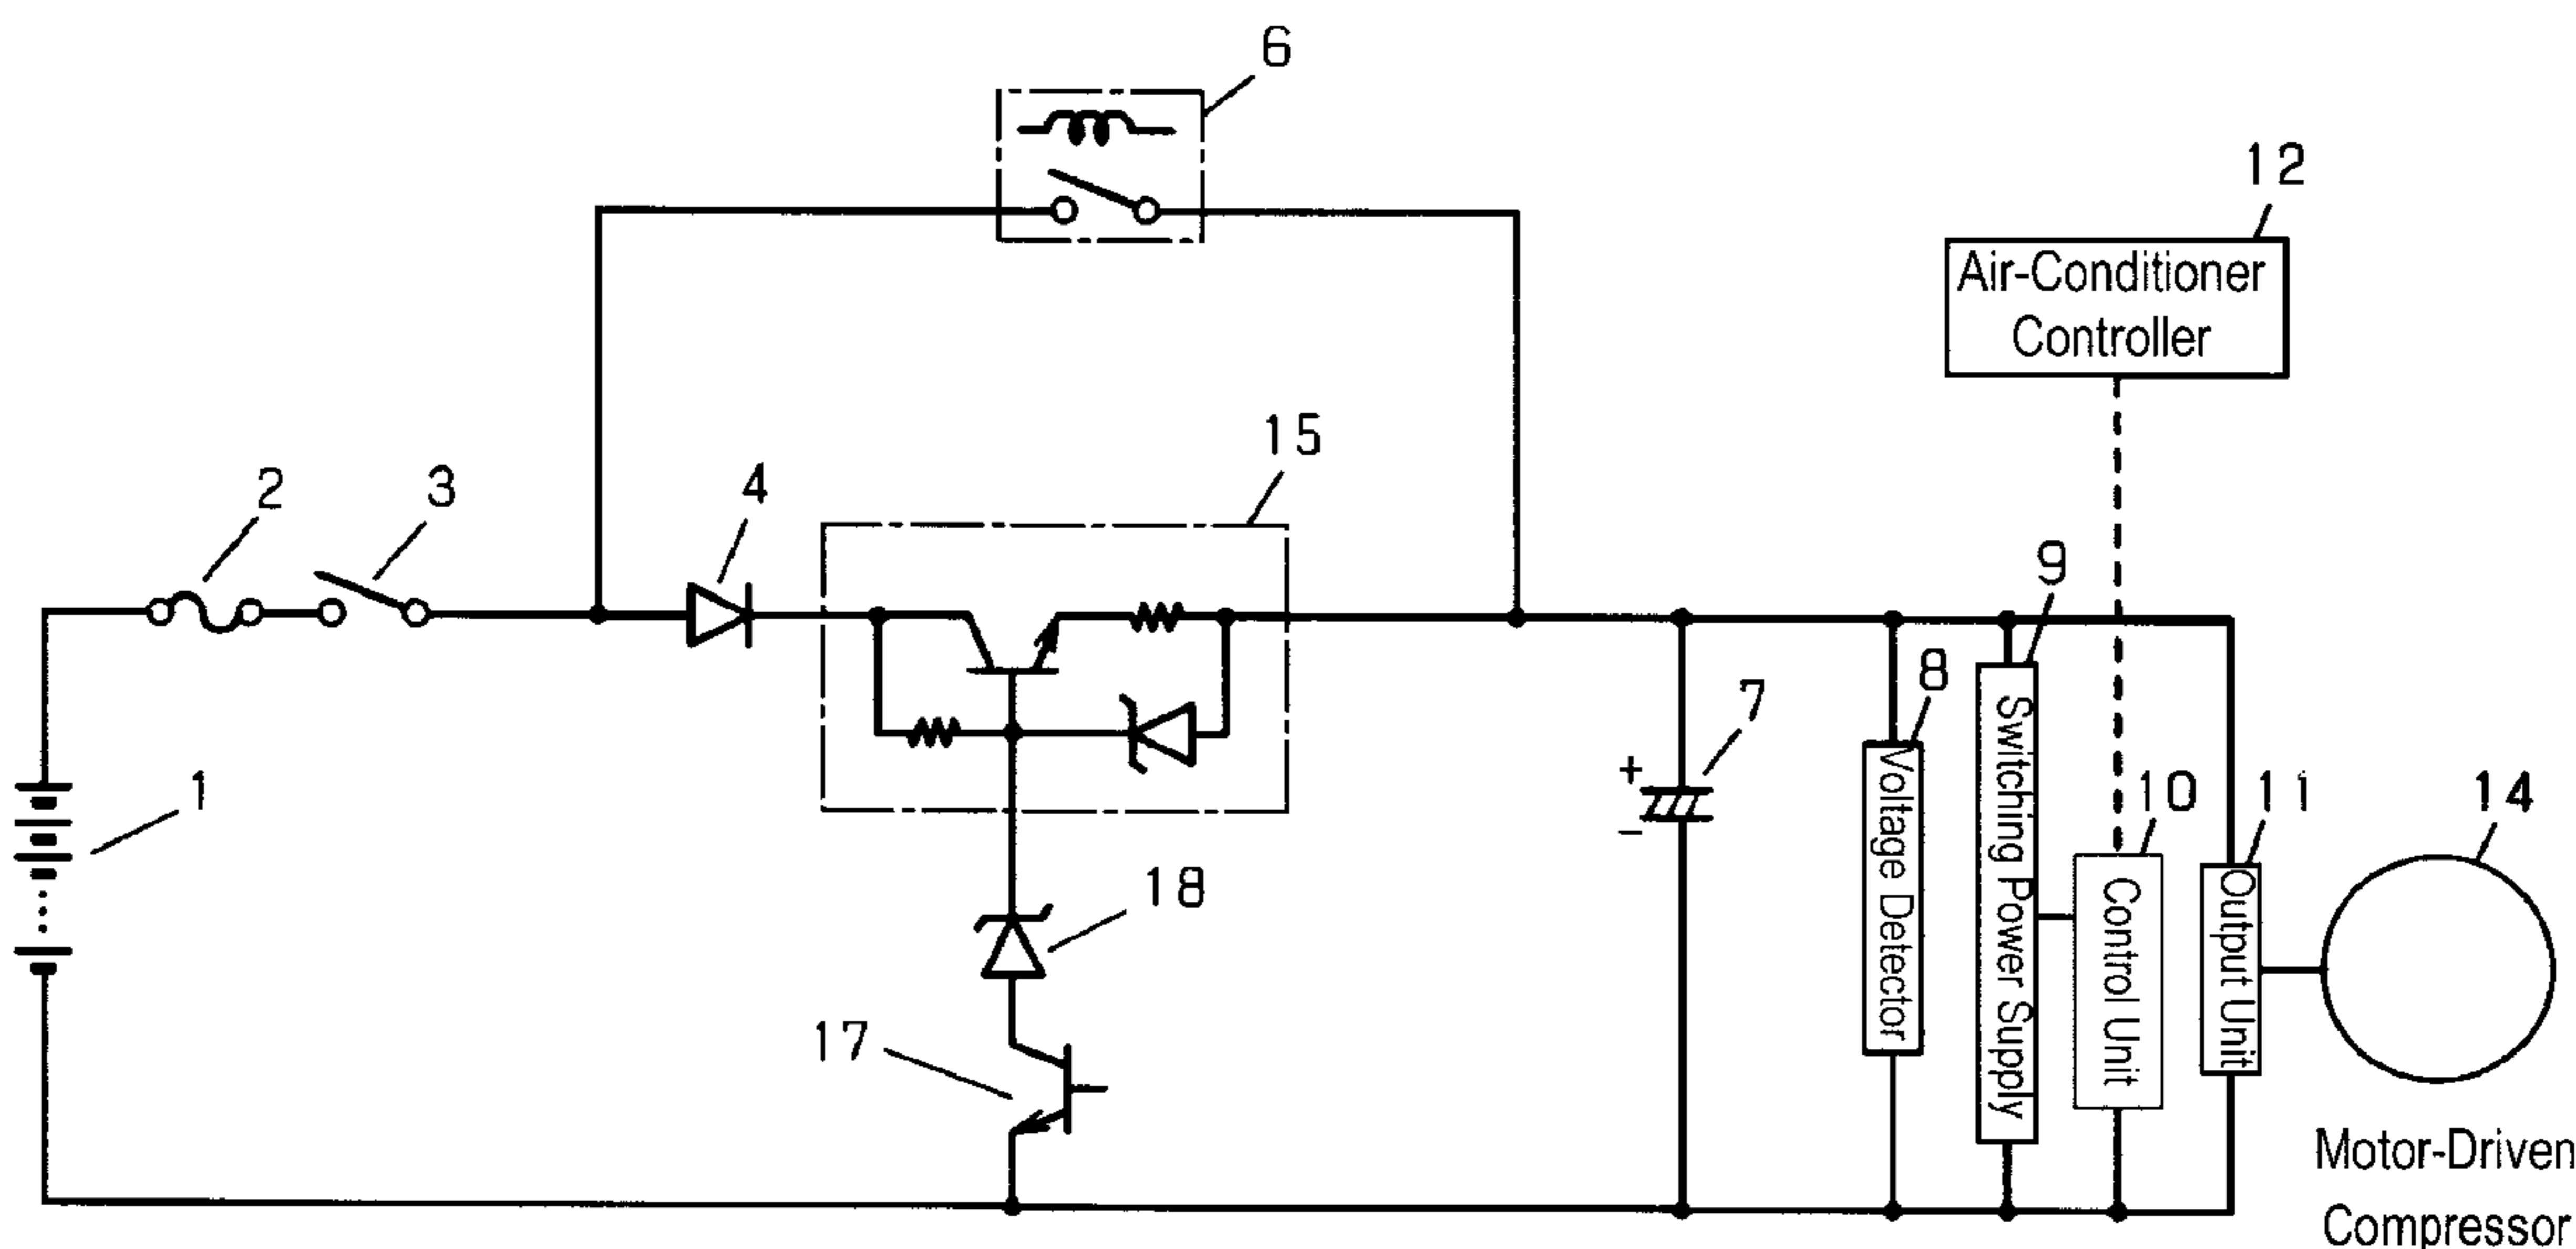 6
12
Air-Conditioner
Controller
15
2
3
4
9
8
7
+
-
1
Switching Power Supply
Voltage Detector
10
11
14
Control Unit
Output Unit
18
17
Motor-Driven
Compressor